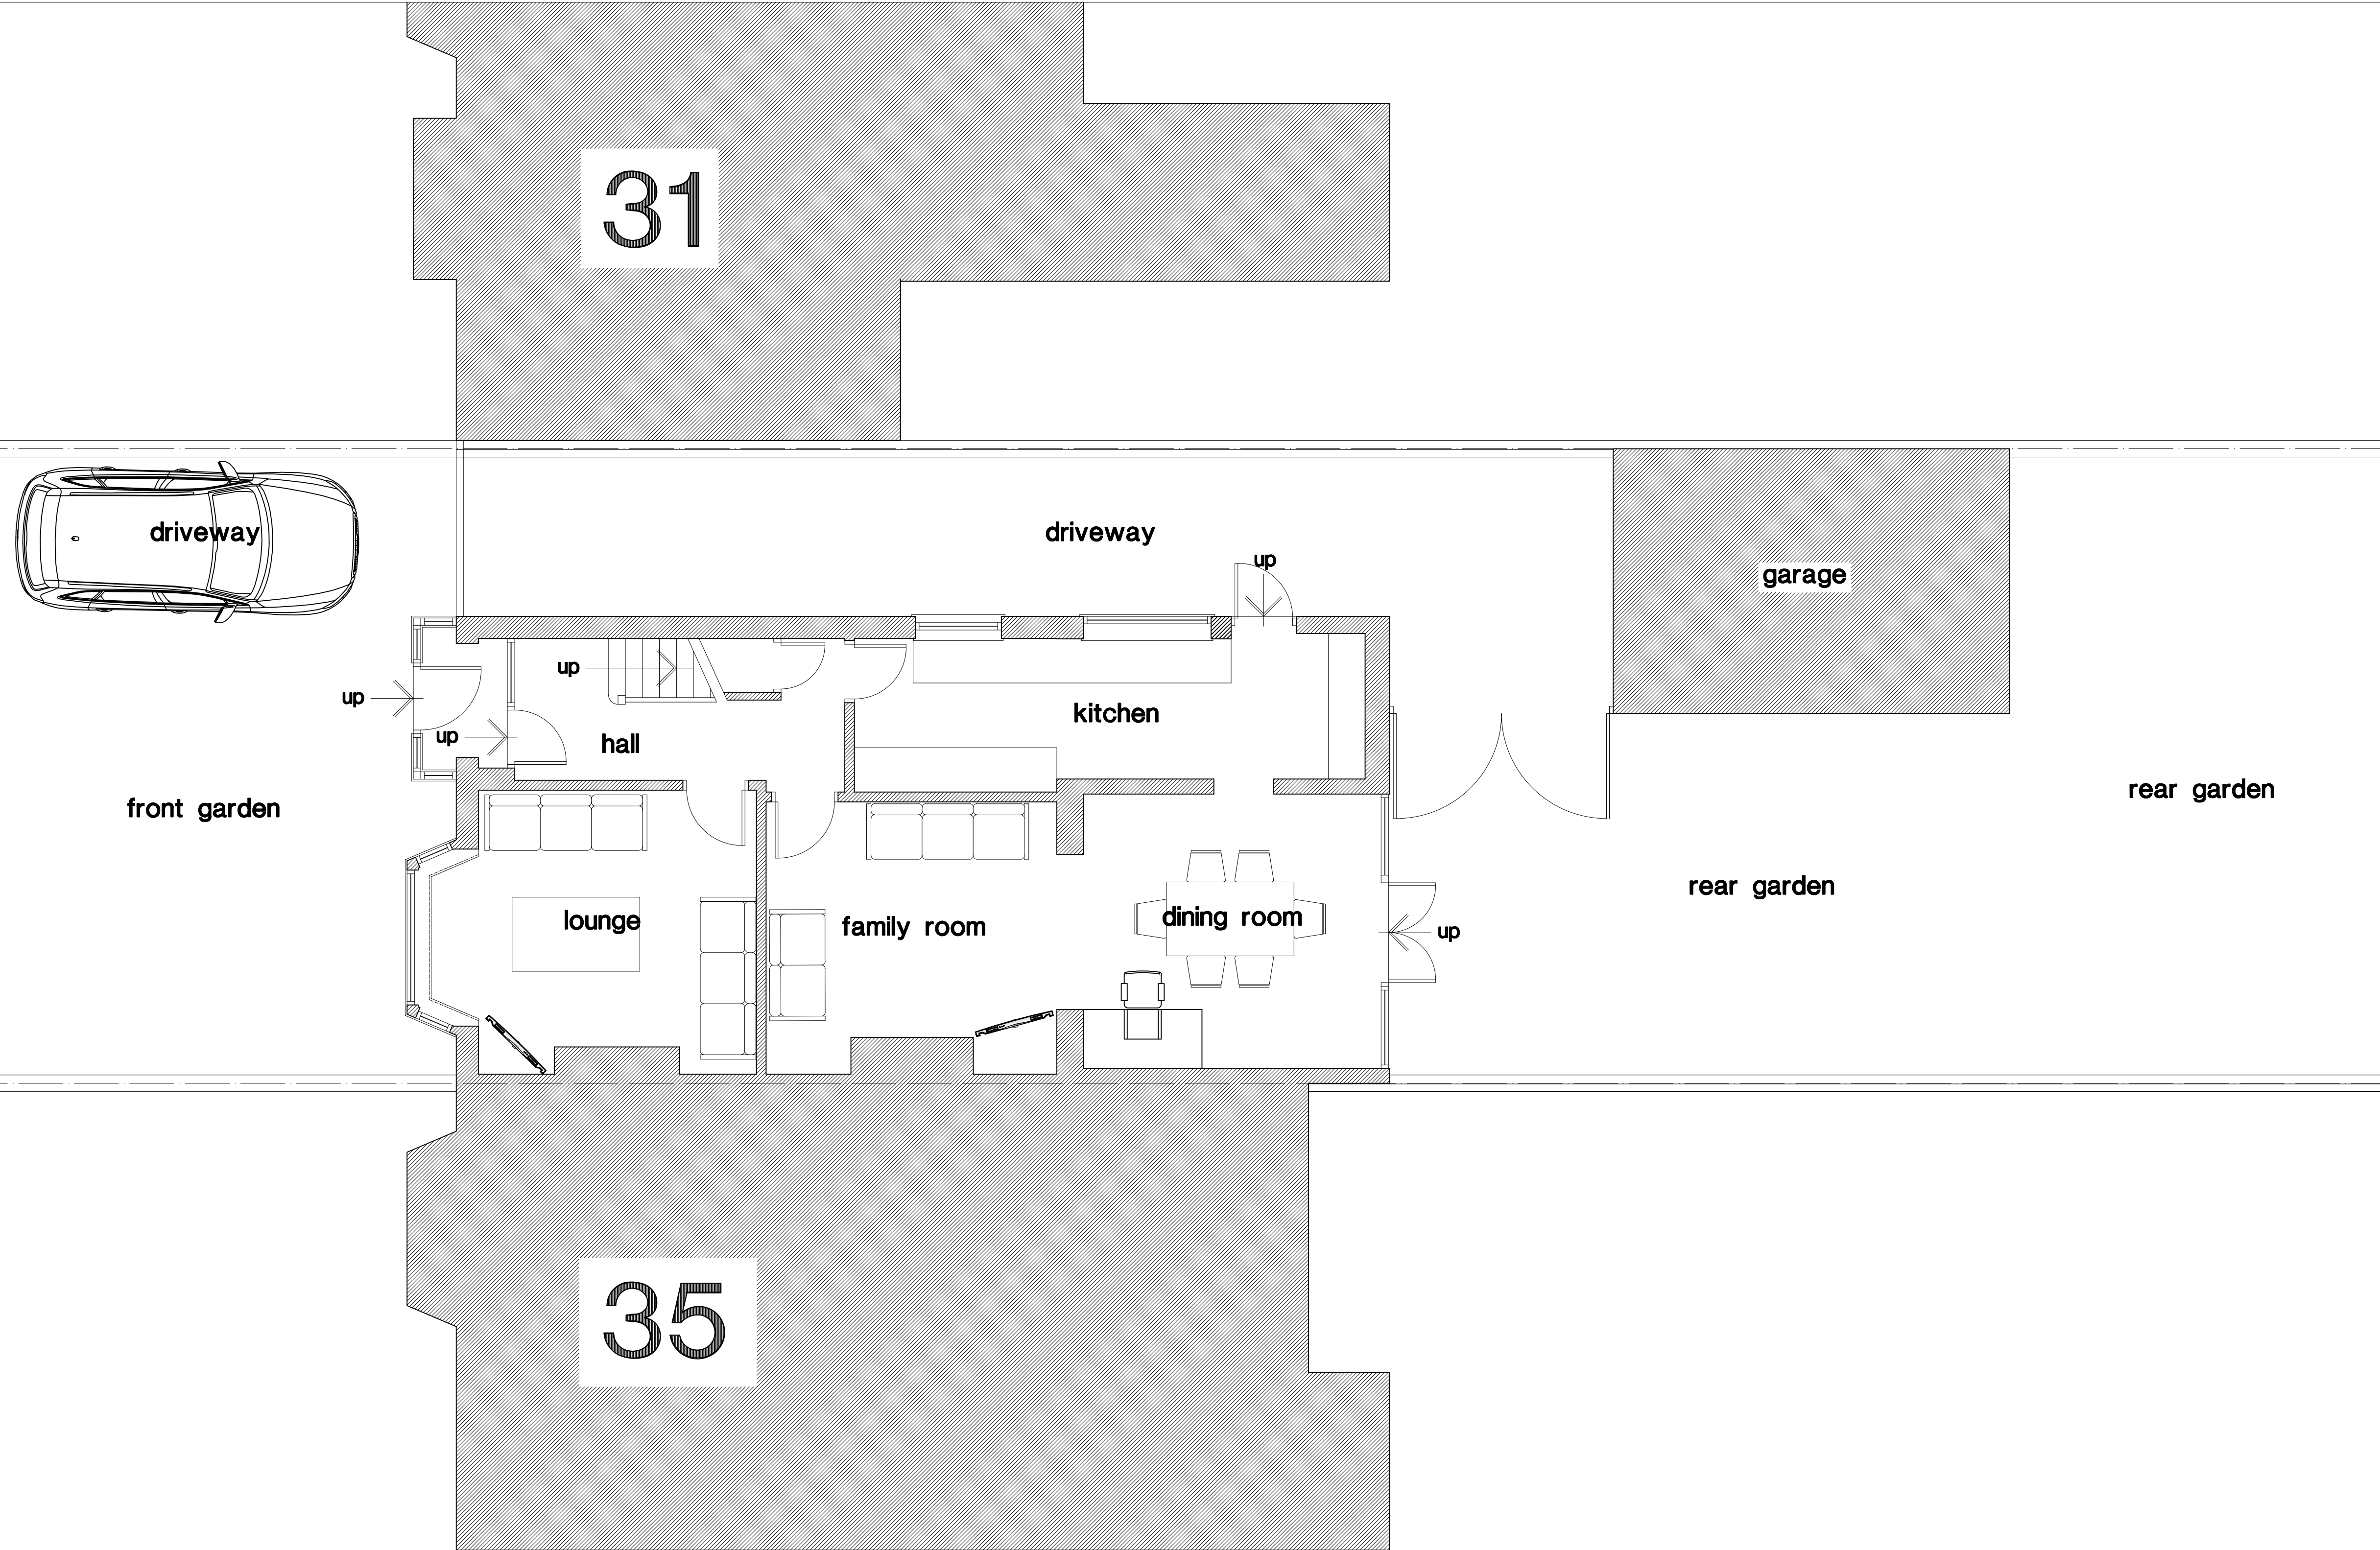 31
driveway
driveway
up
garage
up
up
kitchen
up
hall
front garden
rear garden
rear garden
lounge
family room
dining room
up
35